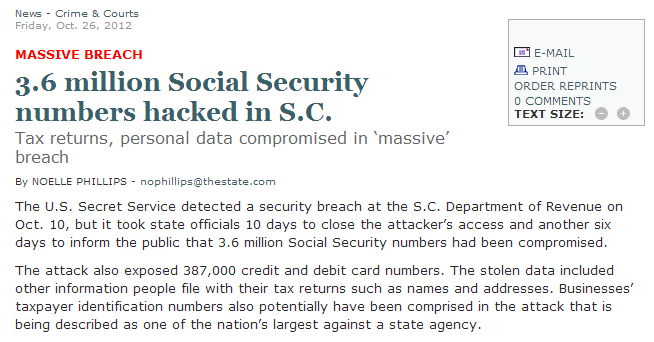 News - Crime & Courts
Friday, Oct. 26, 2012
MASSIVE BREACH
3.6 million Social Security
numbers hacked in S.C.
Tax returns, personal data compromised in ‘massive’
breach
By NOELLE PHILLIPS - nophillips@thestate.com
E-MAIL
PRINT
ORDER REPRINTS
0 COMMENTS
TEXT SIZE:
The U.S. Secret Service detected a security breach at the S.C. Department of Revenue on
Oct. 10, but it took state officials 10 days to close the attacker’s access and another six
days to inform the public that 3.6 million Social Security numbers had been compromised.
The attack also exposed 387,000 credit and debit card numbers. The stolen data included
other information people file with their tax returns such as names and addresses. Businesses’
taxpayer identification numbers also potentially have been comprised in the attack that is
being described as one of the nation’s largest against a state agency.